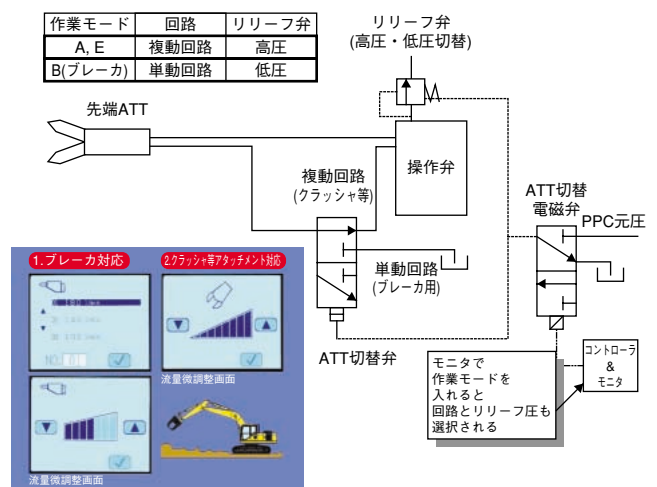 作業モード 回路 リリーフ弁
A, E 複動回路 高圧
B(ブレーカ) 単動回路 低圧
リリーフ弁
(高圧・低圧切替)
先端ATT
操作弁
複動回路
(クラッシャ等)
ATT切替
電磁弁
PPC元圧
単動回路
(ブレーカ用)
ATT切替弁
コントローラ
&
モニタ
モニタで
作業モードを
入れると
回路とリリーフ圧も
選択される
1.ブレーカ対応
2.クラッシャ等アタッチメント対応
流量微調整画面
流量微調整画面